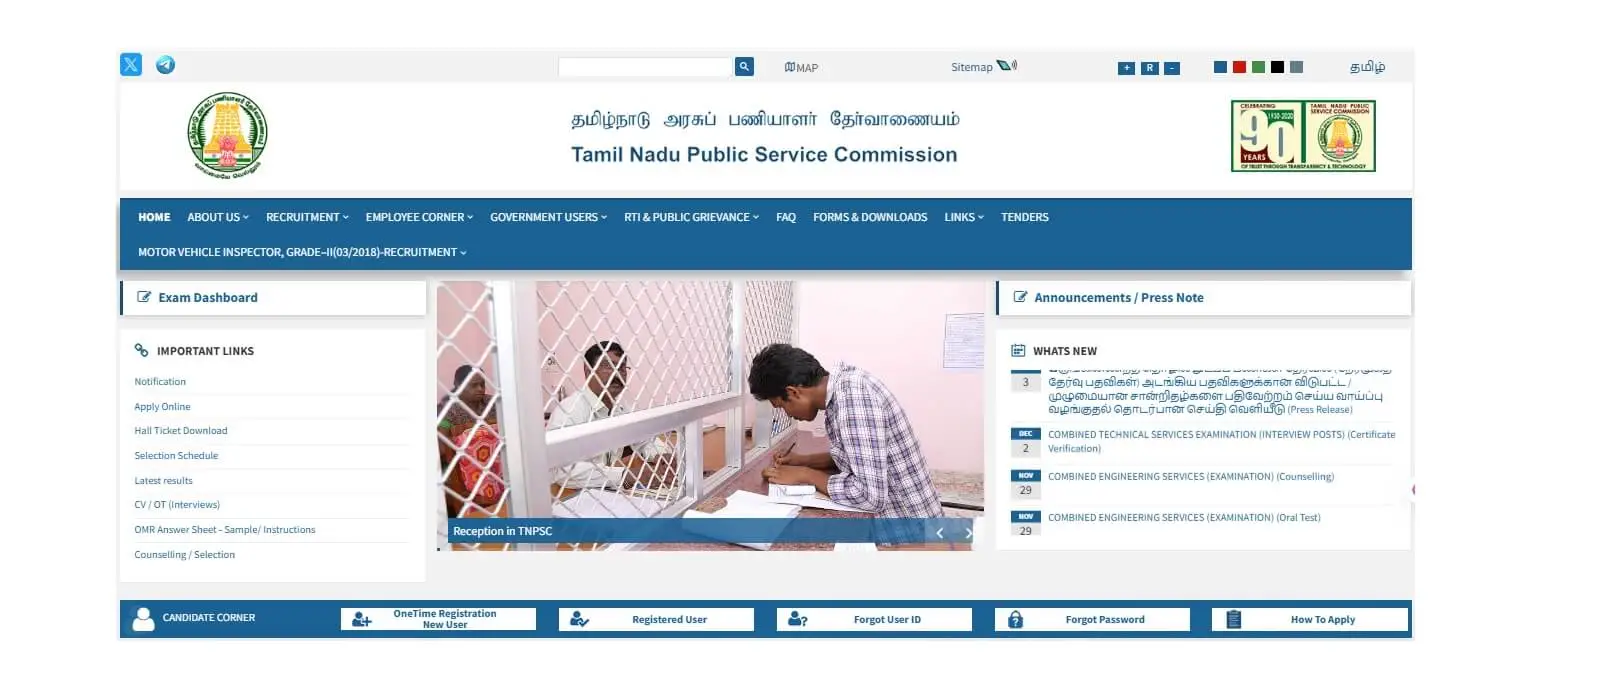 MAP
Sitemap
+ R -
தமிழ்
தமிழ்நாடு அரசுப் பணியாளர் தேர்வாணையம்
Tamil Nadu Public Service Commission
CELEBRATING
90
1930-2020
YEARS
TAMIL NADU PUBLIC
SERVICE COMMISSION
OF TRUST THROUGH TRANSPARENCY & TECHNOLOGY
HOME ABOUT US RECRUITMENT EMPLOYEE CORNER GOVERNMENT USERS RTI & PUBLIC GRIEVANCE FAQ FORMS & DOWNLOADS LINKS TENDERS
MOTOR VEHICLE INSPECTOR, GRADE–II(03/2018)-RECRUITMENT
Exam Dashboard
IMPORTANT LINKS
Notification
Apply Online
Hall Ticket Download
Selection Schedule
Latest results
CV / OT (Interviews)
OMR Answer Sheet - Sample/ Instructions
Counselling / Selection
Reception in TNPSC
Announcements / Press Note
WHATS NEW
3
தேர்வு பதவிகள்) அடங்கிய பதவிகளுக்கான விடுபட்ட /
முழுமையான சான்றிதழ்களை பதிவேற்றம் செய்ய வாய்ப்பு
வழங்குதல் தொடர்பான செய்தி வெளியீடு (Press Release)
DEC
2
COMBINED TECHNICAL SERVICES EXAMINATION (INTERVIEW POSTS) (Certificate
Verification)
NOV
29
COMBINED ENGINEERING SERVICES (EXAMINATION) (Counselling)
NOV
29
COMBINED ENGINEERING SERVICES (EXAMINATION) (Oral Test)
CANDIDATE CORNER
OneTime Registration
New User
Registered User
Forgot User ID
Forgot Password
How To Apply